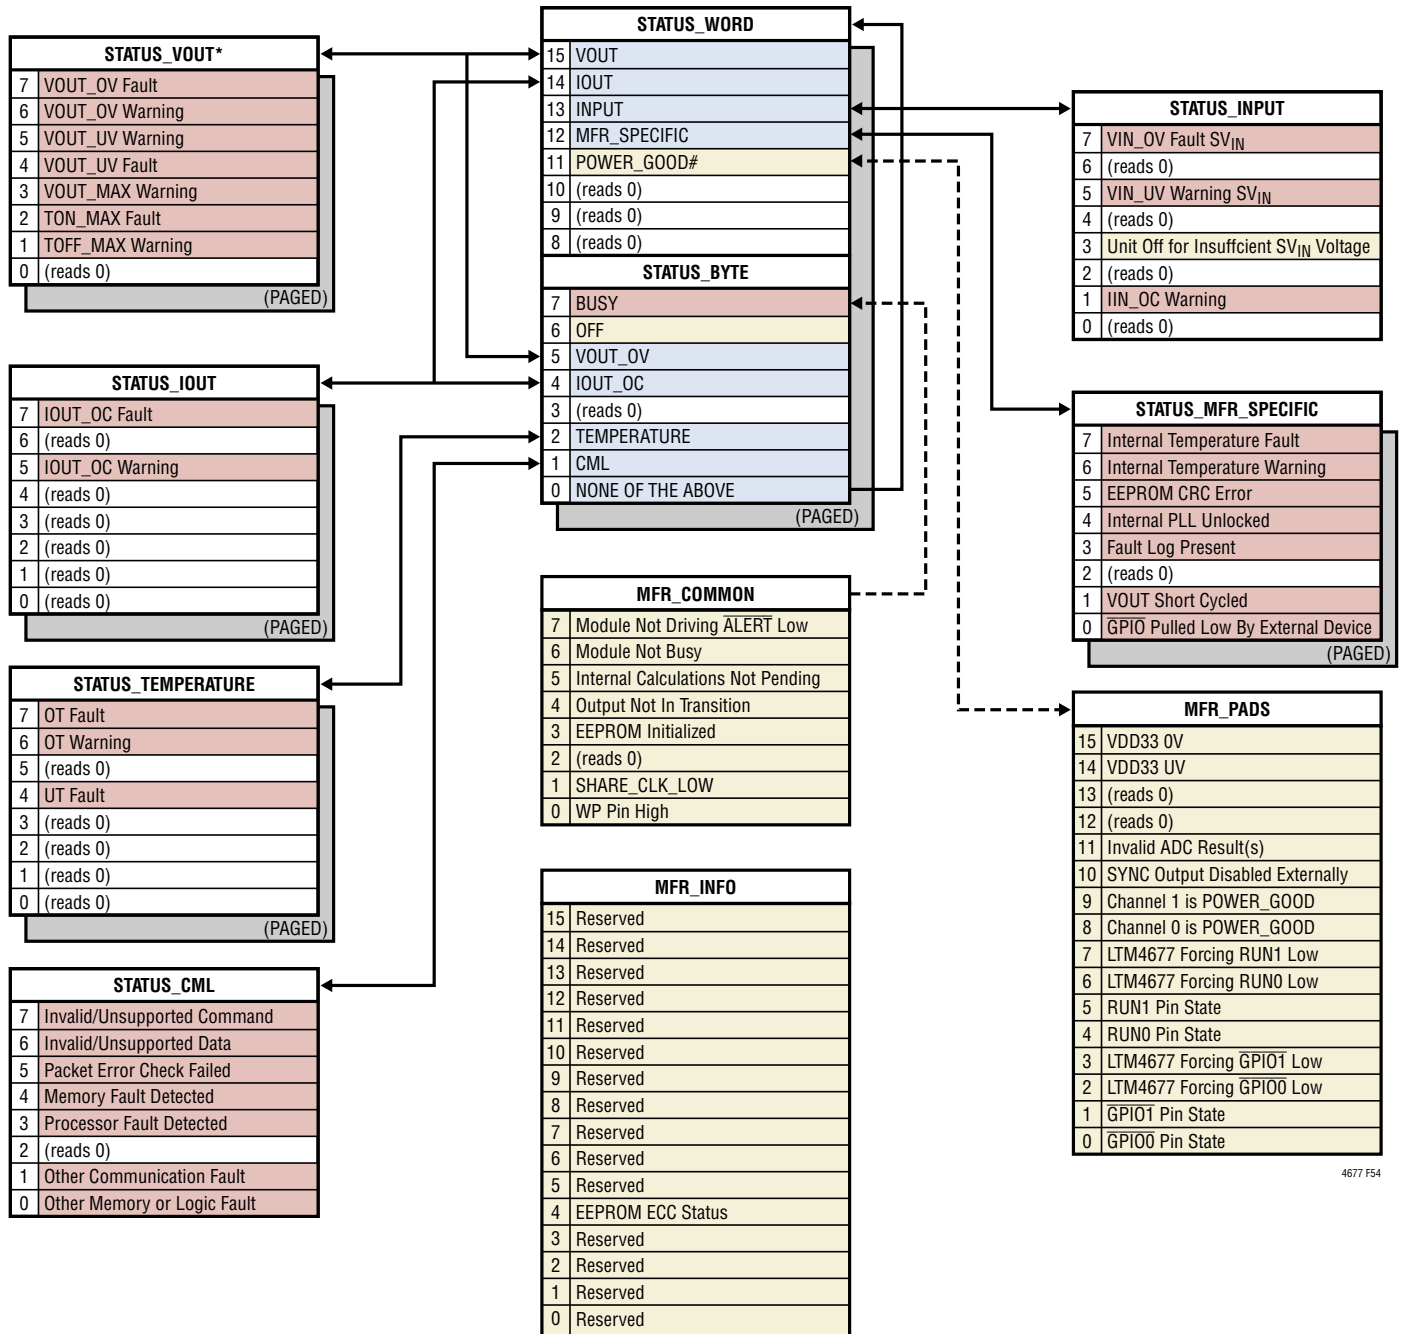 STATUS_VOUT*
7 VOUT_OV Fault
6 VOUT_OV Warning
5 VOUT_UV Warning
4 VOUT_UV Fault
3 VOUT_MAX Warning
2 TON_MAX Fault
1 TOFF_MAX Warning
0 (reads 0)
(PAGED)
STATUS_IOUT
7 IOUT_OC Fault
6 (reads 0)
5 IOUT_OC Warning
4 (reads 0)
3 (reads 0)
2 (reads 0)
1 (reads 0)
0 (reads 0)
(PAGED)
STATUS_TEMPERATURE
7 OT Fault
6 OT Warning
5 (reads 0)
4 UT Fault
3 (reads 0)
2 (reads 0)
1 (reads 0)
0 (reads 0)
(PAGED)
STATUS_CML
7 Invalid/Unsupported Command
6 Invalid/Unsupported Data
5 Packet Error Check Failed
4 Memory Fault Detected
3 Processor Fault Detected
2 (reads 0)
1 Other Communication Fault
0 Other Memory or Logic Fault
STATUS_WORD
15 VOUT
14 IOUT
13 INPUT
12 MFR_SPECIFIC
11 POWER_GOOD#
10 (reads 0)
9 (reads 0)
8 (reads 0)
STATUS_BYTE
7 BUSY
6 OFF
5 VOUT_OV
4 IOUT_OC
3 (reads 0)
2 TEMPERATURE
1 CML
0 NONE OF THE ABOVE
(PAGED)
MFR_COMMON
7 Module Not Driving A̅L̅E̅R̅T̅ Low
6 Module Not Busy
5 Internal Calculations Not Pending
4 Output Not In Transition
3 EEPROM Initialized
2 (reads 0)
1 SHARE_CLK_LOW
0 WP Pin High
MFR_INFO
15 Reserved
14 Reserved
13 Reserved
12 Reserved
11 Reserved
10 Reserved
9 Reserved
8 Reserved
7 Reserved
6 Reserved
5 Reserved
4 EEPROM ECC Status
3 Reserved
2 Reserved
1 Reserved
0 Reserved
STATUS_INPUT
7 VIN_OV Fault SVIN
6 (reads 0)
5 VIN_UV Warning SVIN
4 (reads 0)
3 Unit Off for Insuffcient SVIN Voltage
2 (reads 0)
1 IIN_OC Warning
0 (reads 0)
STATUS_MFR_SPECIFIC
7 Internal Temperature Fault
6 Internal Temperature Warning
5 EEPROM CRC Error
4 Internal PLL Unlocked
3 Fault Log Present
2 (reads 0)
1 VOUT Short Cycled
0 G̅P̅I̅O̅ Pulled Low By External Device
(PAGED)
MFR_PADS
15 VDD33 0V
14 VDD33 UV
13 (reads 0)
12 (reads 0)
11 Invalid ADC Result(s)
10 SYNC Output Disabled Externally
9 Channel 1 is POWER_GOOD
8 Channel 0 is POWER_GOOD
7 LTM4677 Forcing RUN1 Low
6 LTM4677 Forcing RUN0 Low
5 RUN1 Pin State
4 RUN0 Pin State
3 LTM4677 Forcing G̅P̅I̅O̅1̅ Low
2 LTM4677 Forcing G̅P̅I̅O̅0̅ Low
1 G̅P̅I̅O̅1̅ Pin State
0 G̅P̅I̅O̅0̅ Pin State
4677 F54